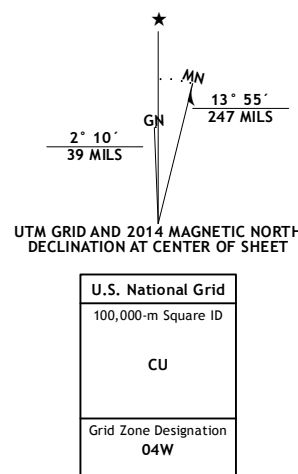 ★
MN
GN
13° 55´
247 MILS
2° 10´
39 MILS
UTM GRID AND 2014 MAGNETIC NORTH
DECLINATION AT CENTER OF SHEET
U.S. National Grid
100,000-m Square ID
CU
Grid Zone Designation
04W